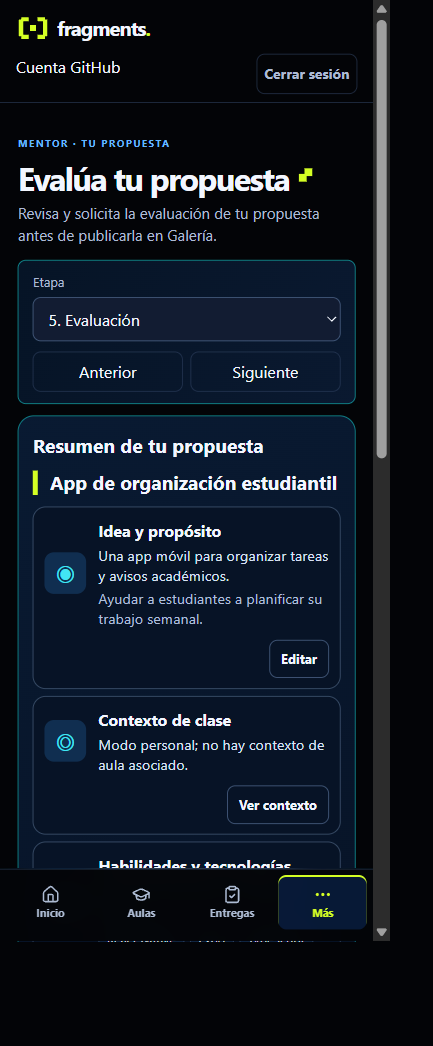 fragments.
Cuenta GitHub
Cerrar sesión
MENTOR · TU PROPUESTA
Evalúa tu propuesta
Revisa y solicita la evaluación de tu propuesta
antes de publicarla en Galería.
Etapa
5. Evaluación
Anterior
Siguiente
Resumen de tu propuesta
App de organización estudiantil
Idea y propósito
Una app móvil para organizar tareas
y avisos académicos.
Ayudar a estudiantes a planificar su
trabajo semanal.
Editar
Contexto de clase
Modo personal; no hay contexto de
aula asociado.
Ver contexto
Habilidades y tecnologías
Inicio
Aulas
Entregas
Más